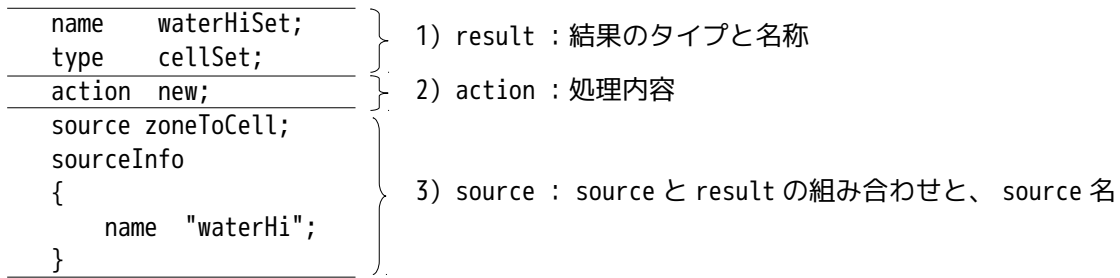 name waterHiSet;
type cellSet;
1) result : 結果のタイプと名称
action new;
2) action : 処理内容
source zoneToCell;
sourceInfo
{
name "waterHi";
}
3) source : source と result の組み合わせと、 source 名